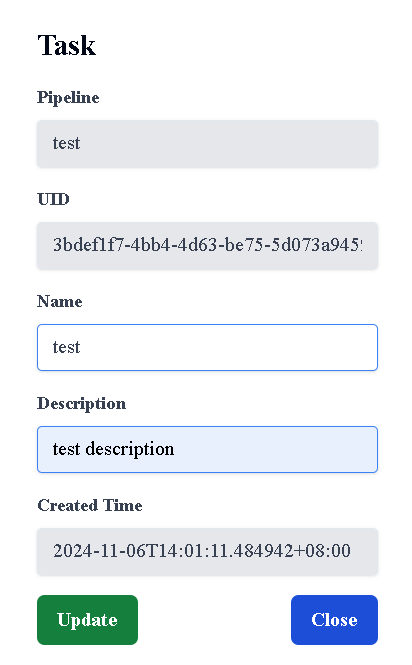 Task
Pipeline
test
UID
3bdef1f7-4bb4-4d63-be75-5d073a945
Name
test
Description
test description
Created Time
2024-11-06T14:01:11.484942+08:00
Update
Close